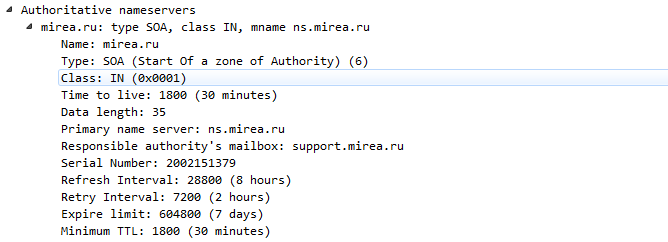 Authoritative nameservers
mirea.ru: type SOA, class IN, mname ns.mirea.ru
Name: mirea.ru
Type: SOA (Start Of a zone of Authority) (6)
Class: IN (0x0001)
Time to live: 1800 (30 minutes)
Data length: 35
Primary name server: ns.mirea.ru
Responsible authority's mailbox: support.mirea.ru
Serial Number: 2002151379
Refresh Interval: 28800 (8 hours)
Retry Interval: 7200 (2 hours)
Expire limit: 604800 (7 days)
Minimum TTL: 1800 (30 minutes)